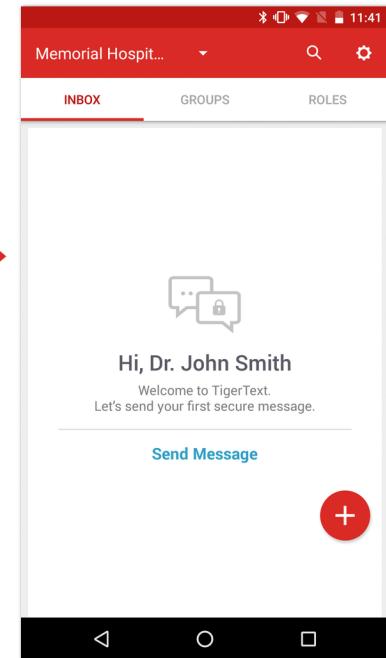 11:41
Memorial Hospit...
INBOX GROUPS ROLES
Hi, Dr. John Smith
Welcome to TigerText.
Let's send your first secure message.
Send Message